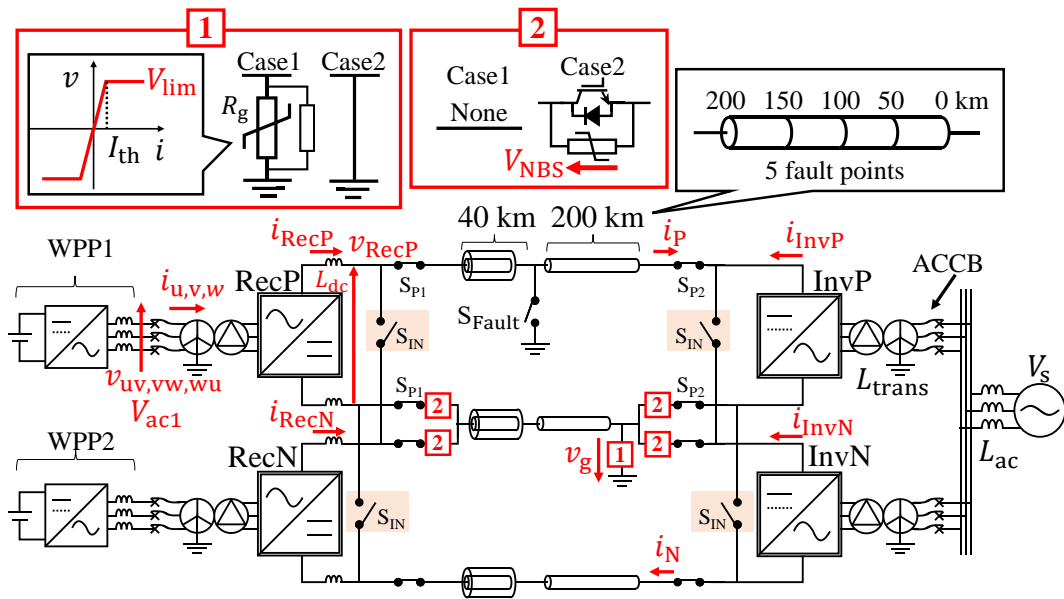 1
Case1 Case2
v
V_lim
I_th
i
R_g
2
Case1
None
Case2
V_NBS
200 150 100 50 0 km
5 fault points
40 km 200 km
WPP1
i_RecP
v_RecP
i_P
i_InvP
i_u,v,w
RecP
L_dc
S_P1
S_P2
InvP
ACCB
S_Fault
S_IN
S_IN
v_uv,vw,wu
V_ac1
L_trans
V_s
S_P1
S_P2
i_RecN
2
2
2
2
i_InvN
WPP2
RecN
v_g
1
InvN
L_ac
S_IN
S_IN
i_N